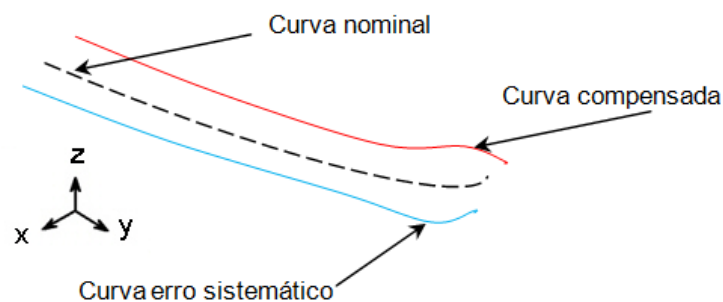 Curva nominal
Curva compensada
z
x
y
Curva erro sistemático